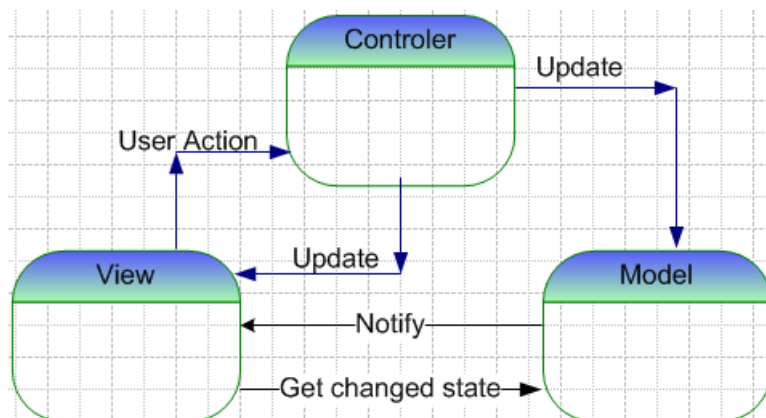 Controler
Update
User Action
View
Update
Model
Notify
Get changed state